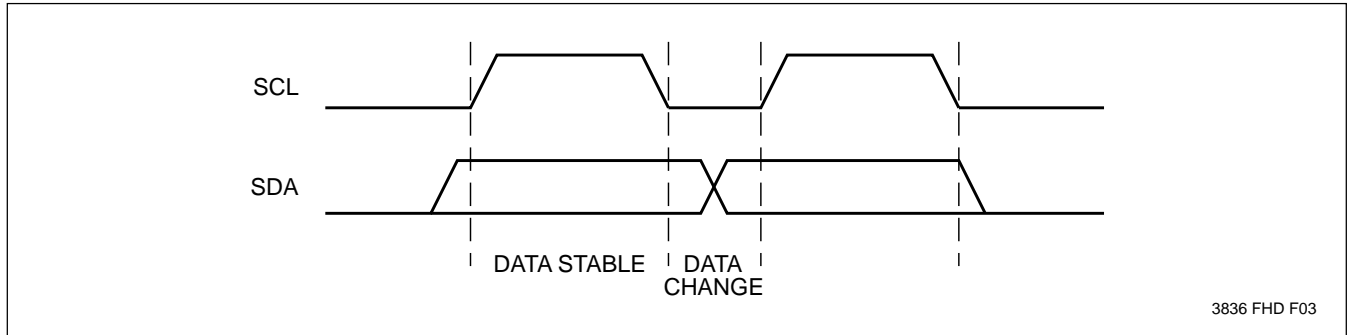 SCL
SDA
DATA STABLE
DATA
CHANGE
3836 FHD F03